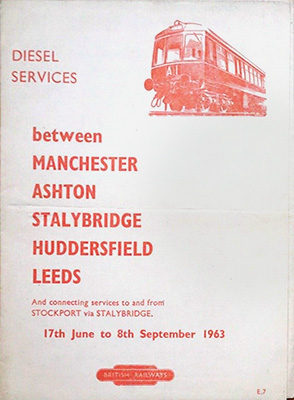 DIESEL
SERVICES
A1
between
MANCHESTER
ASHTON
STALYBRIDGE
HUDDERSFIELD
LEEDS
And connecting services to and from
STOCKPORT via STALYBRIDGE.
17th June to 8th September 1963
BRITISH RAILWAYS
E.7